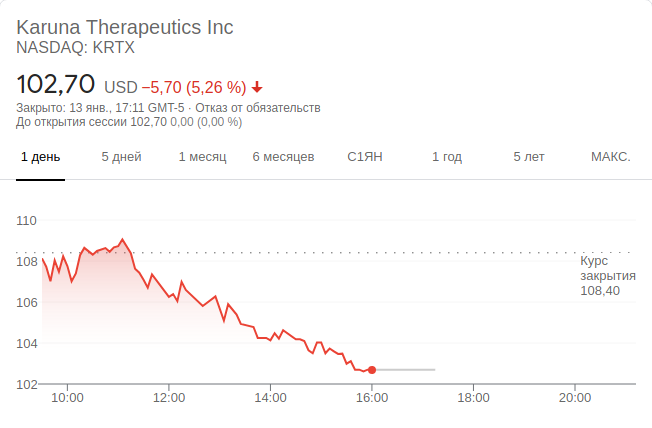 Karuna Therapeutics Inc
NASDAQ: KRTX
102,70 USD −5,70 (5,26 %)
Закрыто: 13 янв., 17:11 GMT-5 · Отказ от обязательств
До открытия сессии 102,70 0,00 (0,00 %)
1 день 5 дней 1 месяц 6 месяцев С1ЯН 1 год 5 лет МАКС.
110
108
106
104
102
Курс
закрытия
108,40
10:00 12:00 14:00 16:00 18:00 20:00